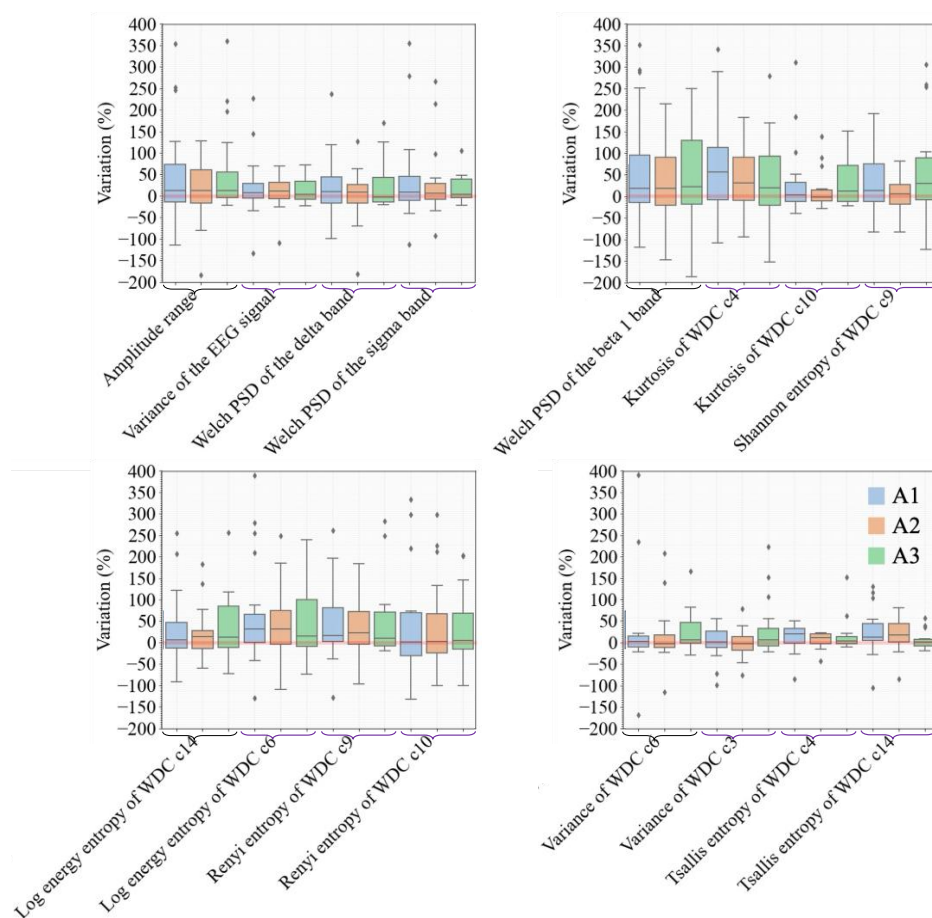 400
350
300
250
200
150
100
50
0
−50
−100
−150
−200
Variation (%)
Amplitude range
Variance of the EEG signal
Welch PSD of the delta band
Welch PSD of the sigma band
400
350
300
250
200
150
100
50
0
−50
−100
−150
−200
Variation (%)
Welch PSD of the beta 1 band
Kurtosis of WDC c4
Kurtosis of WDC c10
Shannon entropy of WDC c9
400
350
300
250
200
150
100
50
0
−50
−100
−150
−200
Variation (%)
Log energy entropy of WDC c14
Log energy entropy of WDC c6
Renyi entropy of WDC c9
Renyi entropy of WDC c10
400
350
300
250
200
150
100
50
0
−50
−100
−150
−200
Variation (%)
A1
A2
A3
Variance of WDC c6
Variance of WDC c3
Tsallis entropy of WDC c4
Tsallis entropy of WDC c14